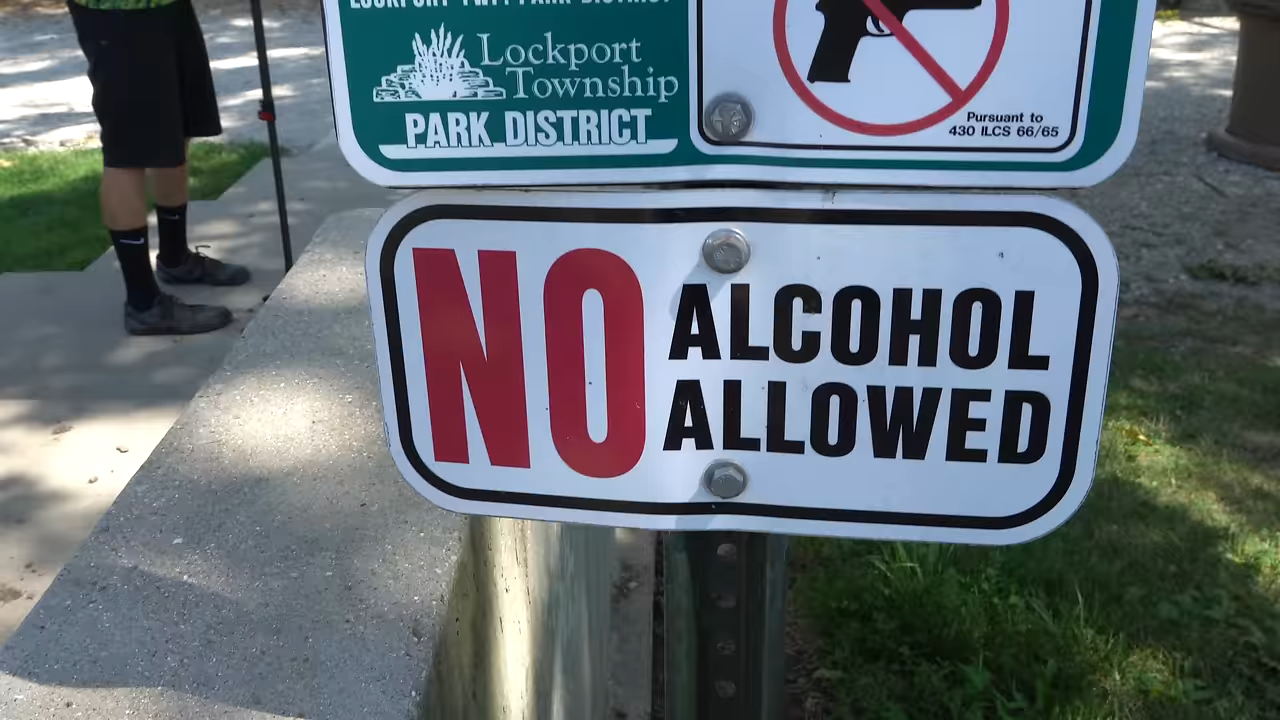 LOCKPORT TWP. PARK DISTRICT
Lockport
Township
PARK DISTRICT
Pursuant to
430 ILCS 66/65
NO
ALCOHOL
ALLOWED